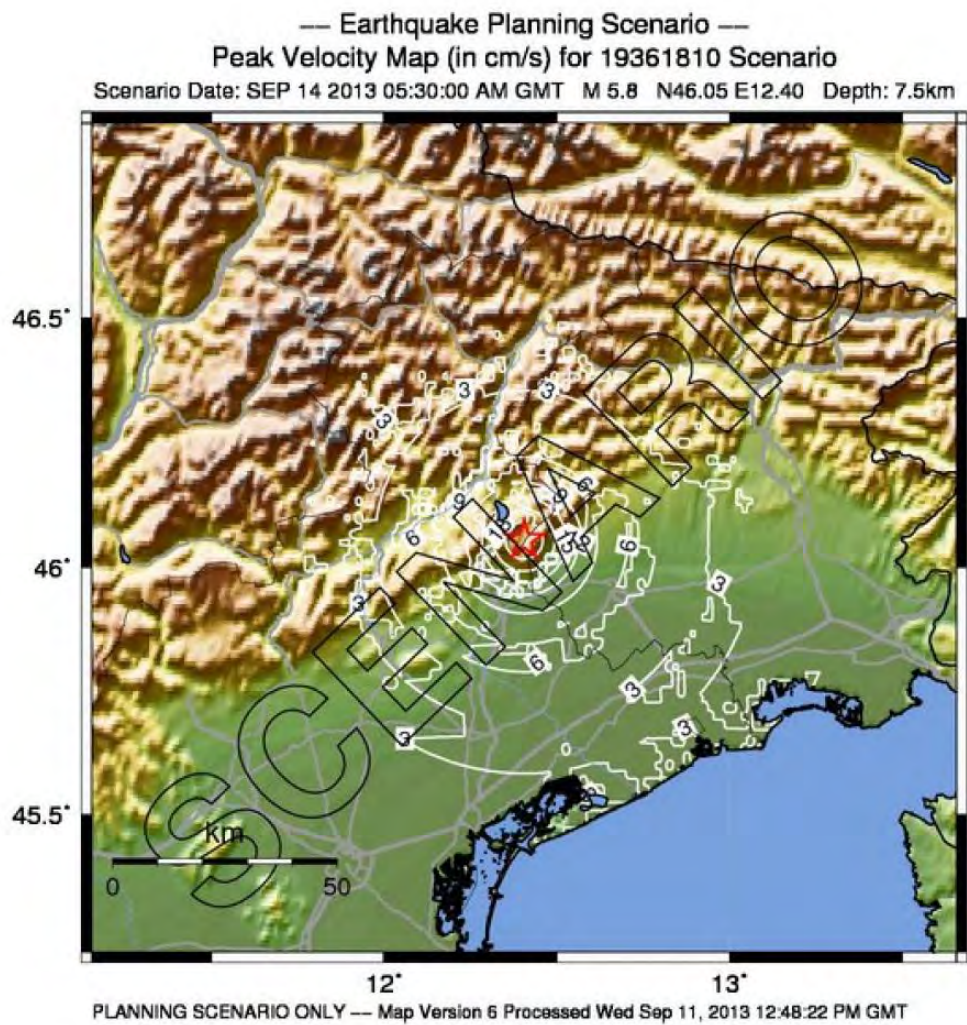 —— Earthquake Planning Scenario ——
Peak Velocity Map (in cm/s) for 19361810 Scenario
Scenario Date: SEP 14 2013 05:30:00 AM GMT M 5.8 N46.05 E12.40 Depth: 7.5km
46.5°
3 3
3
SCENARIO
9 9 6
6
15
6
46°
3 3
6
3
3
3
45.5°
km
0 50
12° 13°
PLANNING SCENARIO ONLY —— Map Version 6 Processed Wed Sep 11, 2013 12:48:22 PM GMT